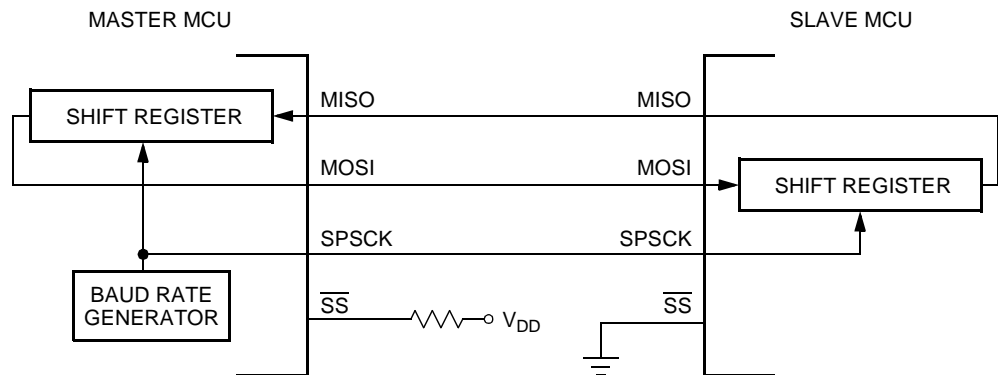 MASTER MCU
SLAVE MCU
SHIFT REGISTER
MISO
MISO
MOSI
MOSI
SHIFT REGISTER
SPSCK
SPSCK
BAUD RATE
GENERATOR
SS
VDD
SS